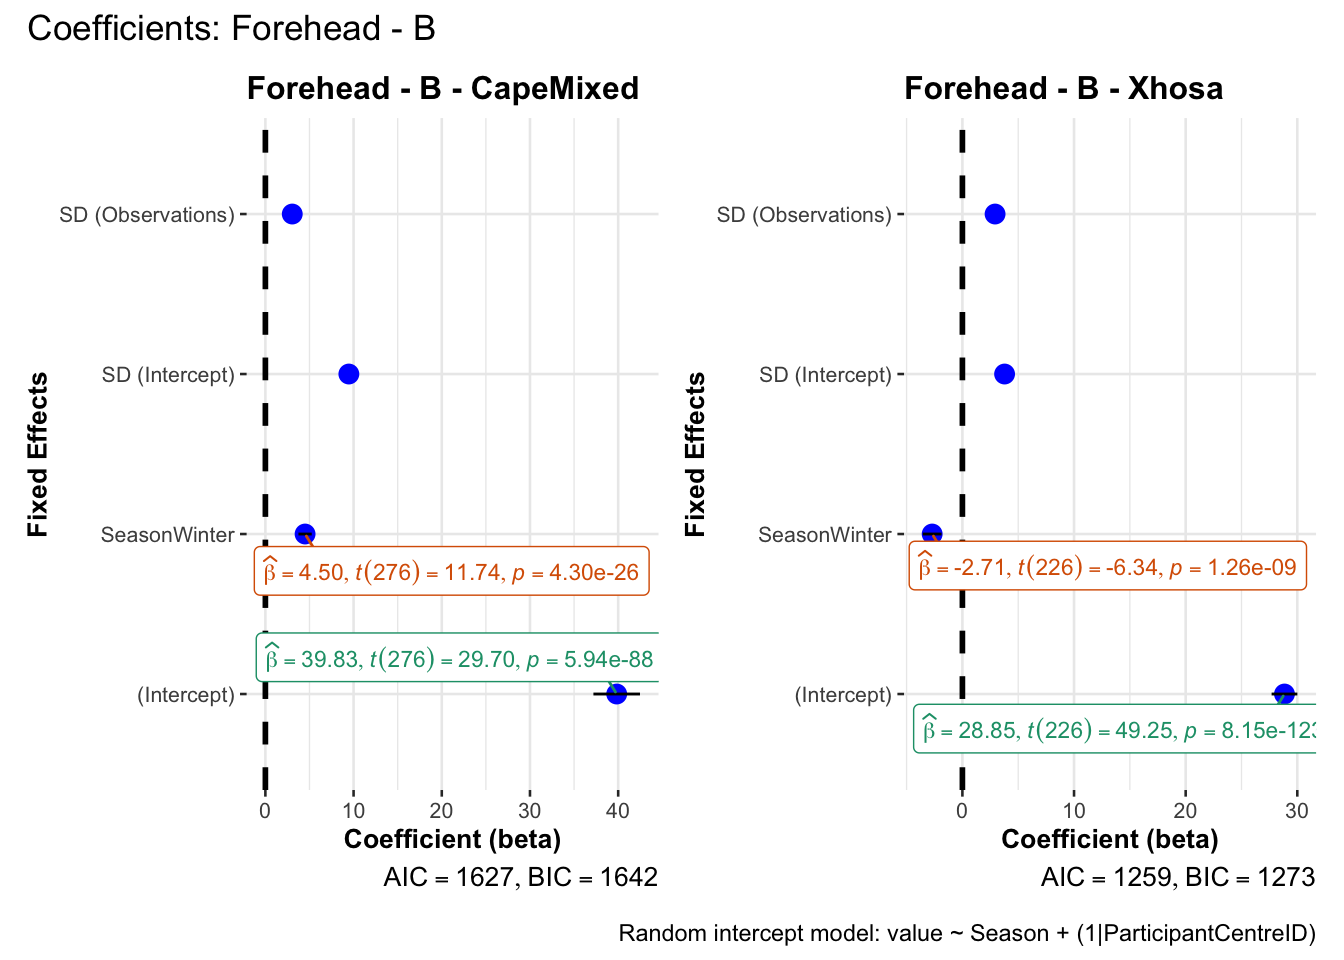 Coefficients: Forehead - B
Forehead - B - CapeMixed
Fixed Effects
SD (Observations)
SD (Intercept)
SeasonWinter
β̂ = 4.50, t(276) = 11.74, p = 4.30e-26
β̂ = 39.83, t(276) = 29.70, p = 5.94e-88
(Intercept)
0 10 20 30 40
Coefficient (beta)
AIC = 1627, BIC = 1642
Forehead - B - Xhosa
Fixed Effects
SD (Observations)
SD (Intercept)
SeasonWinter
β̂ = -2.71, t(226) = -6.34, p = 1.26e-09
(Intercept)
β̂ = 28.85, t(226) = 49.25, p = 8.15e-123
0 10 20 30
Coefficient (beta)
AIC = 1259, BIC = 1273
Random intercept model: value ~ Season + (1|ParticipantCentreID)